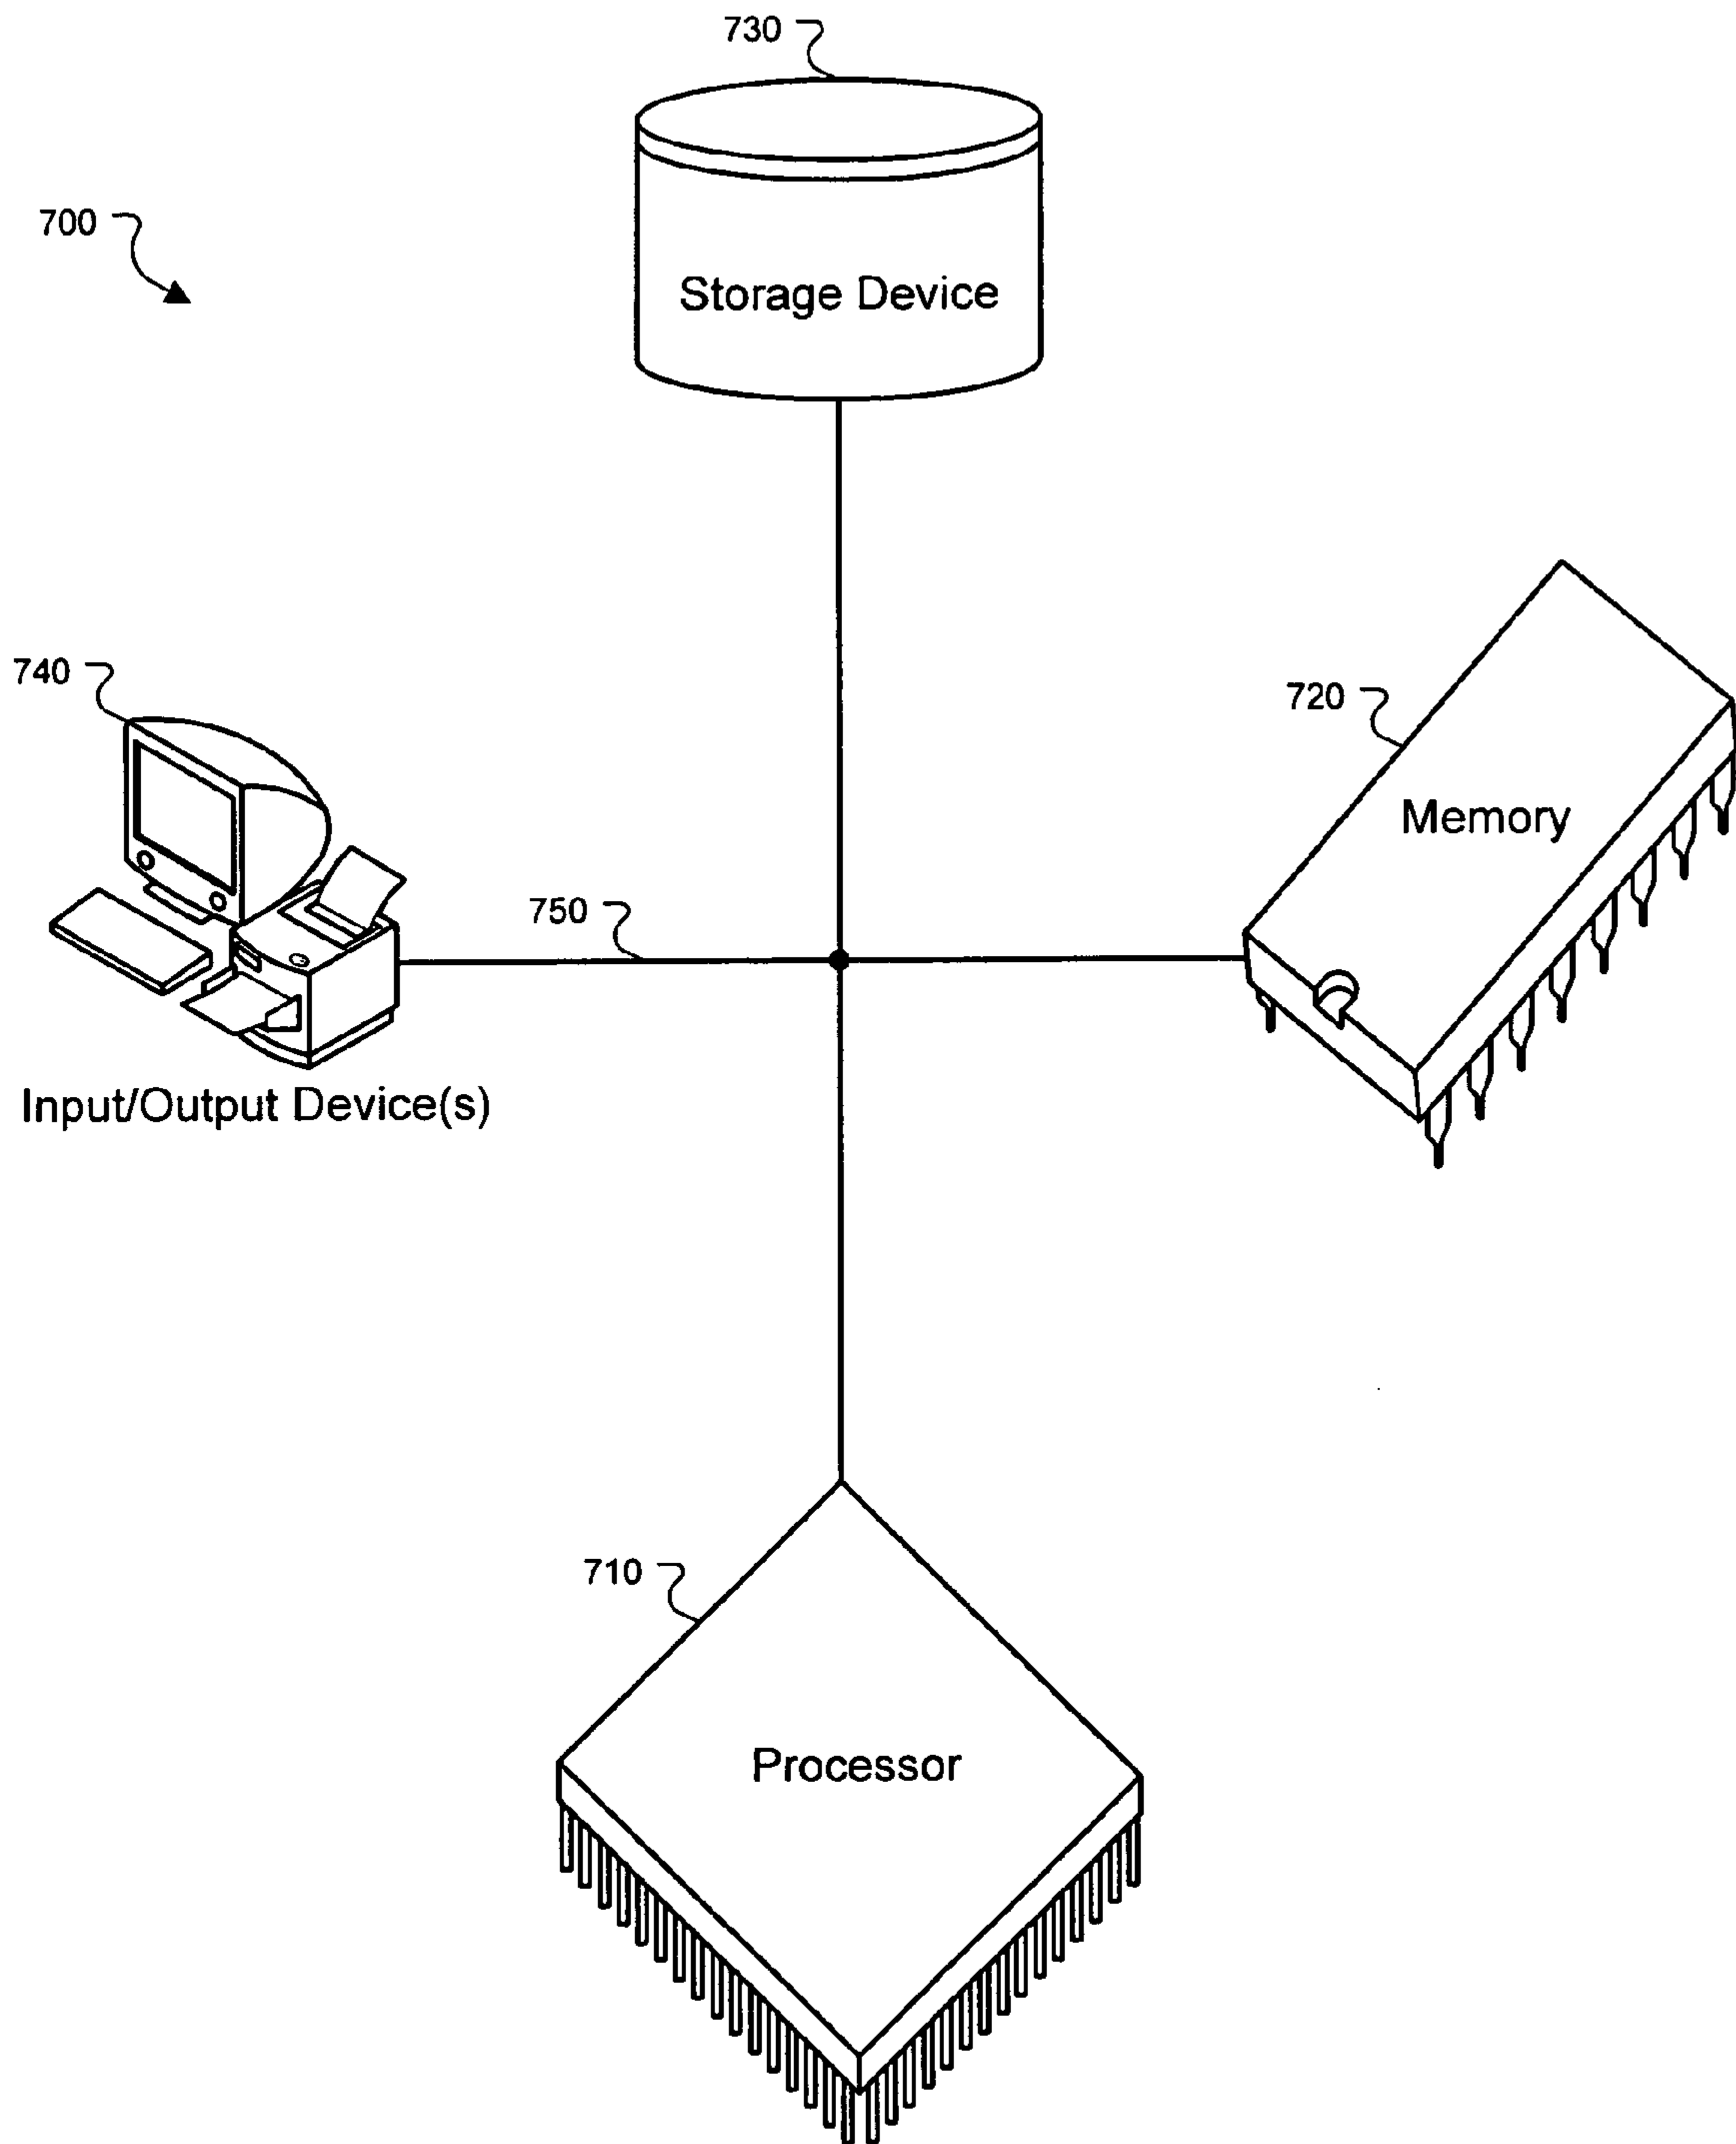 730
700
Storage Device
740
720
Memory
750
Input/Output Device(s)
710
Processor